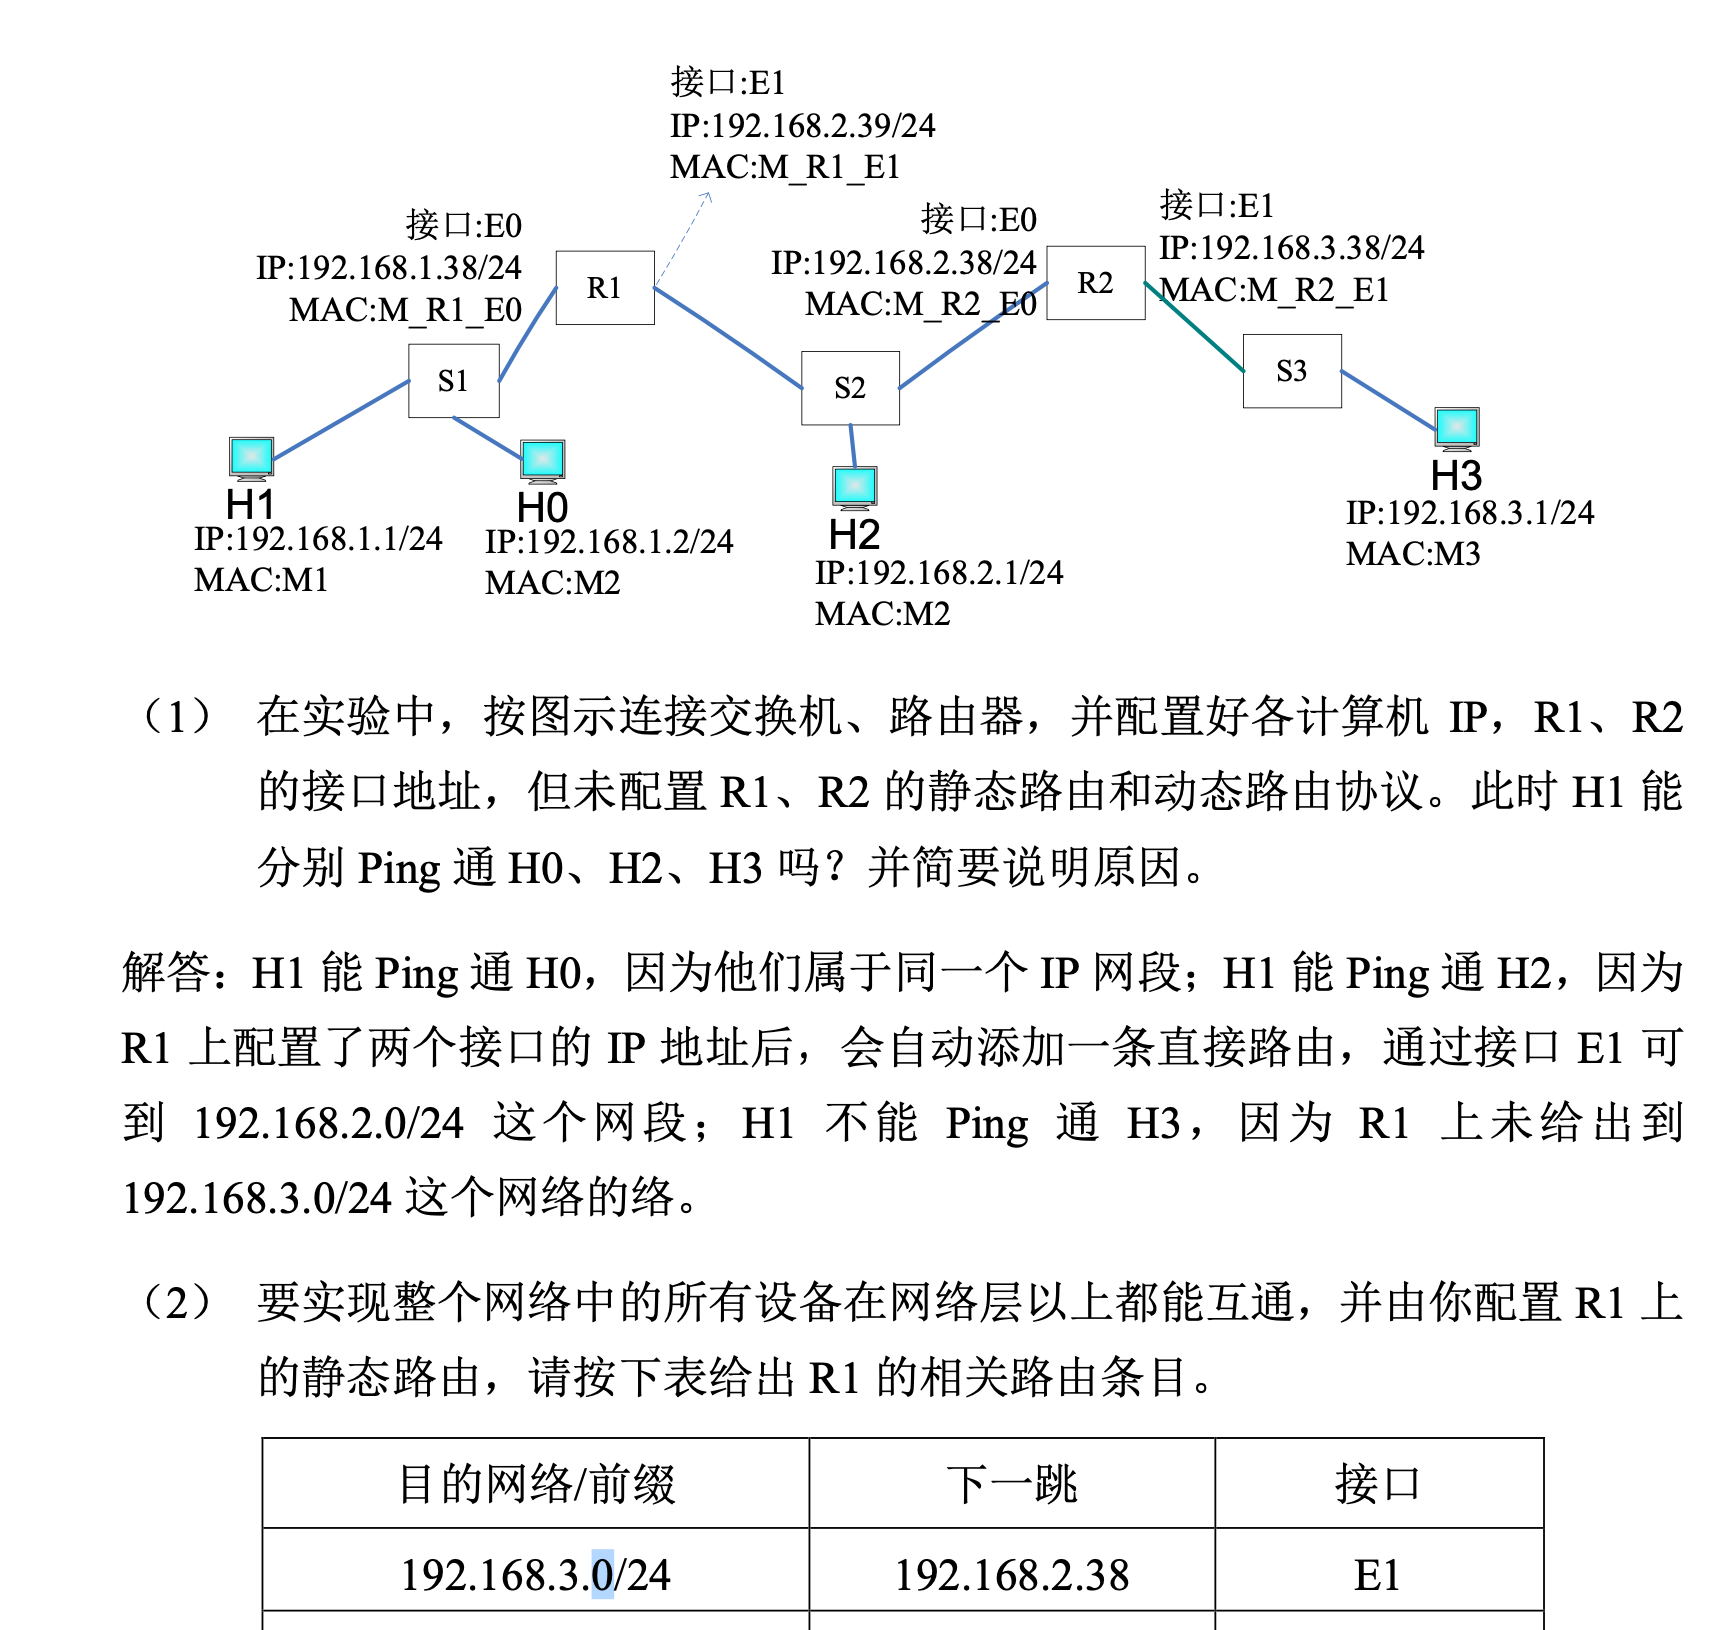 接口:E1
IP:192.168.2.39/24
MAC:M_R1_E1
接口:E0
IP:192.168.1.38/24
MAC:M_R1_E0
R1
接口:E0
IP:192.168.2.38/24
MAC:M_R2_E0
R2
接口:E1
IP:192.168.3.38/24
MAC:M_R2_E1
S1
S2
S3
H1
IP:192.168.1.1/24
MAC:M1
H0
IP:192.168.1.2/24
MAC:M2
H2
IP:192.168.2.1/24
MAC:M2
H3
IP:192.168.3.1/24
MAC:M3
（1） 在实验中，按图示连接交换机、路由器，并配置好各计算机 IP，R1、R2
的接口地址，但未配置 R1、R2 的静态路由和动态路由协议。此时 H1 能
分别 Ping 通 H0、H2、H3 吗？并简要说明原因。
解答：H1 能 Ping 通 H0，因为他们属于同一个 IP 网段；H1 能 Ping 通 H2，因为
R1 上配置了两个接口的 IP 地址后，会自动添加一条直接路由，通过接口 E1 可
到 192.168.2.0/24 这个网段；H1 不能 Ping 通 H3，因为 R1 上未给出到
192.168.3.0/24 这个网络的络。
（2） 要实现整个网络中的所有设备在网络层以上都能互通，并由你配置 R1 上
的静态路由，请按下表给出 R1 的相关路由条目。
目的网络/前缀 下一跳 接口
192.168.3.0/24 192.168.2.38 E1